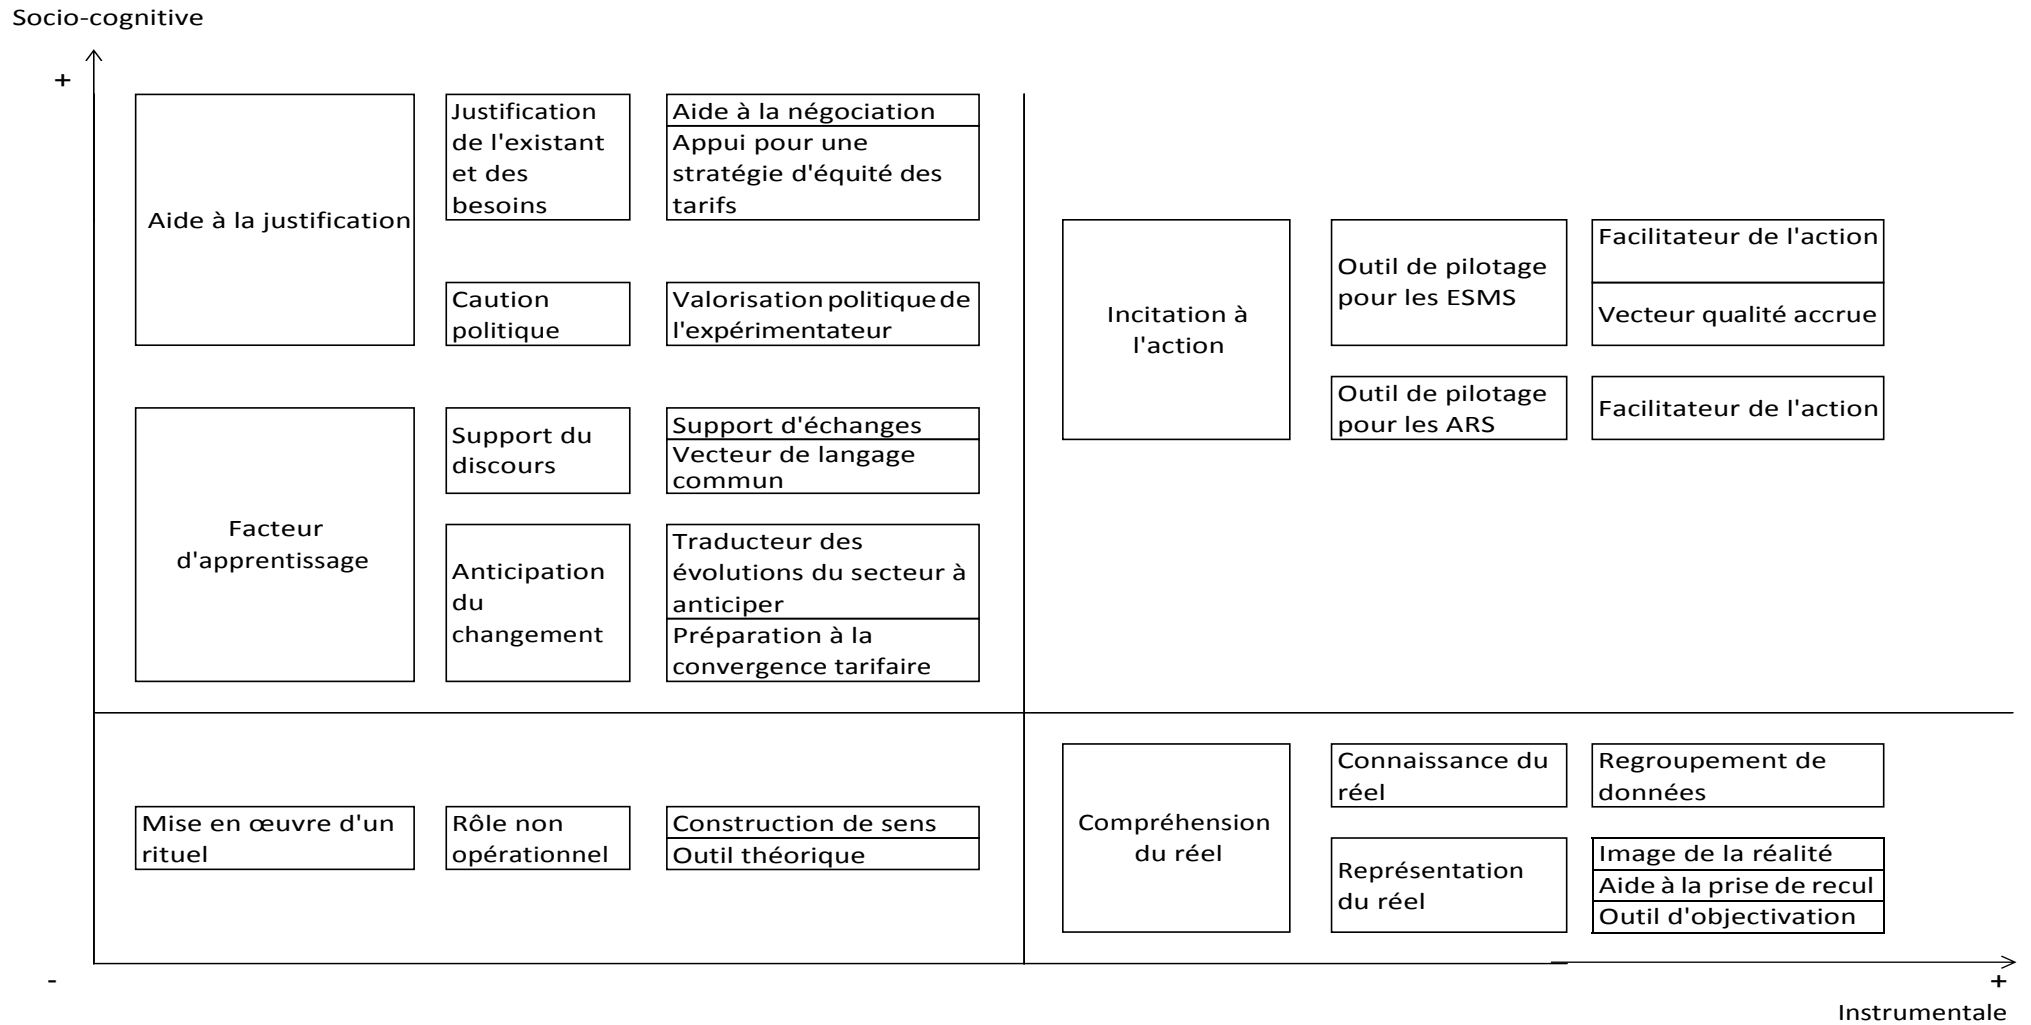 Socio-cognitive
+
Aide à la justification
Justification
de l'existant
et des
besoins
Aide à la négociation
Appui pour une
stratégie d'équité des
tarifs
Caution
politique
Valorisation politique de
l'expérimentateur
Facteur
d'apprentissage
Support du
discours
Support d'échanges
Vecteur de langage
commun
Anticipation
du
changement
Traducteur des
évolutions du secteur à
anticiper
Préparation à la
convergence tarifaire
Incitation à
l'action
Outil de pilotage
pour les ESMS
Facilitateur de l'action
Vecteur qualité accrue
Outil de pilotage
pour les ARS
Facilitateur de l'action
Mise en œuvre d'un
rituel
Rôle non
opérationnel
Construction de sens
Outil théorique
Compréhension
du réel
Connaissance du
réel
Regroupement de
données
Représentation
du réel
Image de la réalité
Aide à la prise de recul
Outil d'objectivation
-
+
Instrumentale